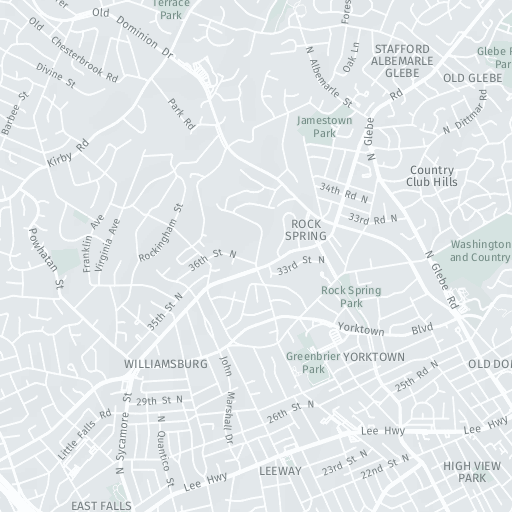 Terrace
Park
Old Dominion Dr
Old
Chesterbrook Rd
Divine St
Barbee St
Park Rd
Kirby Rd
N Albemarle St
Oak Ln
STAFFORD
ALBEMARLE
GLEBE
Glebe
OLD GLEBE
Rd
N Glebe
N Dittmar Rd
Jamestown
Park
Country
Club Hills
34th Rd N
33rd Rd N
ROCK
SPRING
Washington
and Country
N Glebe Rd
Franklin Ave
Virginia Ave
Rockingham St
Powhatan St
36th St N
33rd St N
35th St N
Rock Spring
Park
Yorktown Blvd
WILLIAMSBURG
Greenbrier
Park
YORKTOWN
OLD DOM
John Marshall Dr
25th Rd N
29th St N
26th St N
Little Falls Rd
N Sycamore St
N Quantico St
Lee Hwy
Lee Hwy
Lee Hwy
23rd St N
22nd St N
LEEWAY
HIGH VIEW
PARK
EAST FALLS